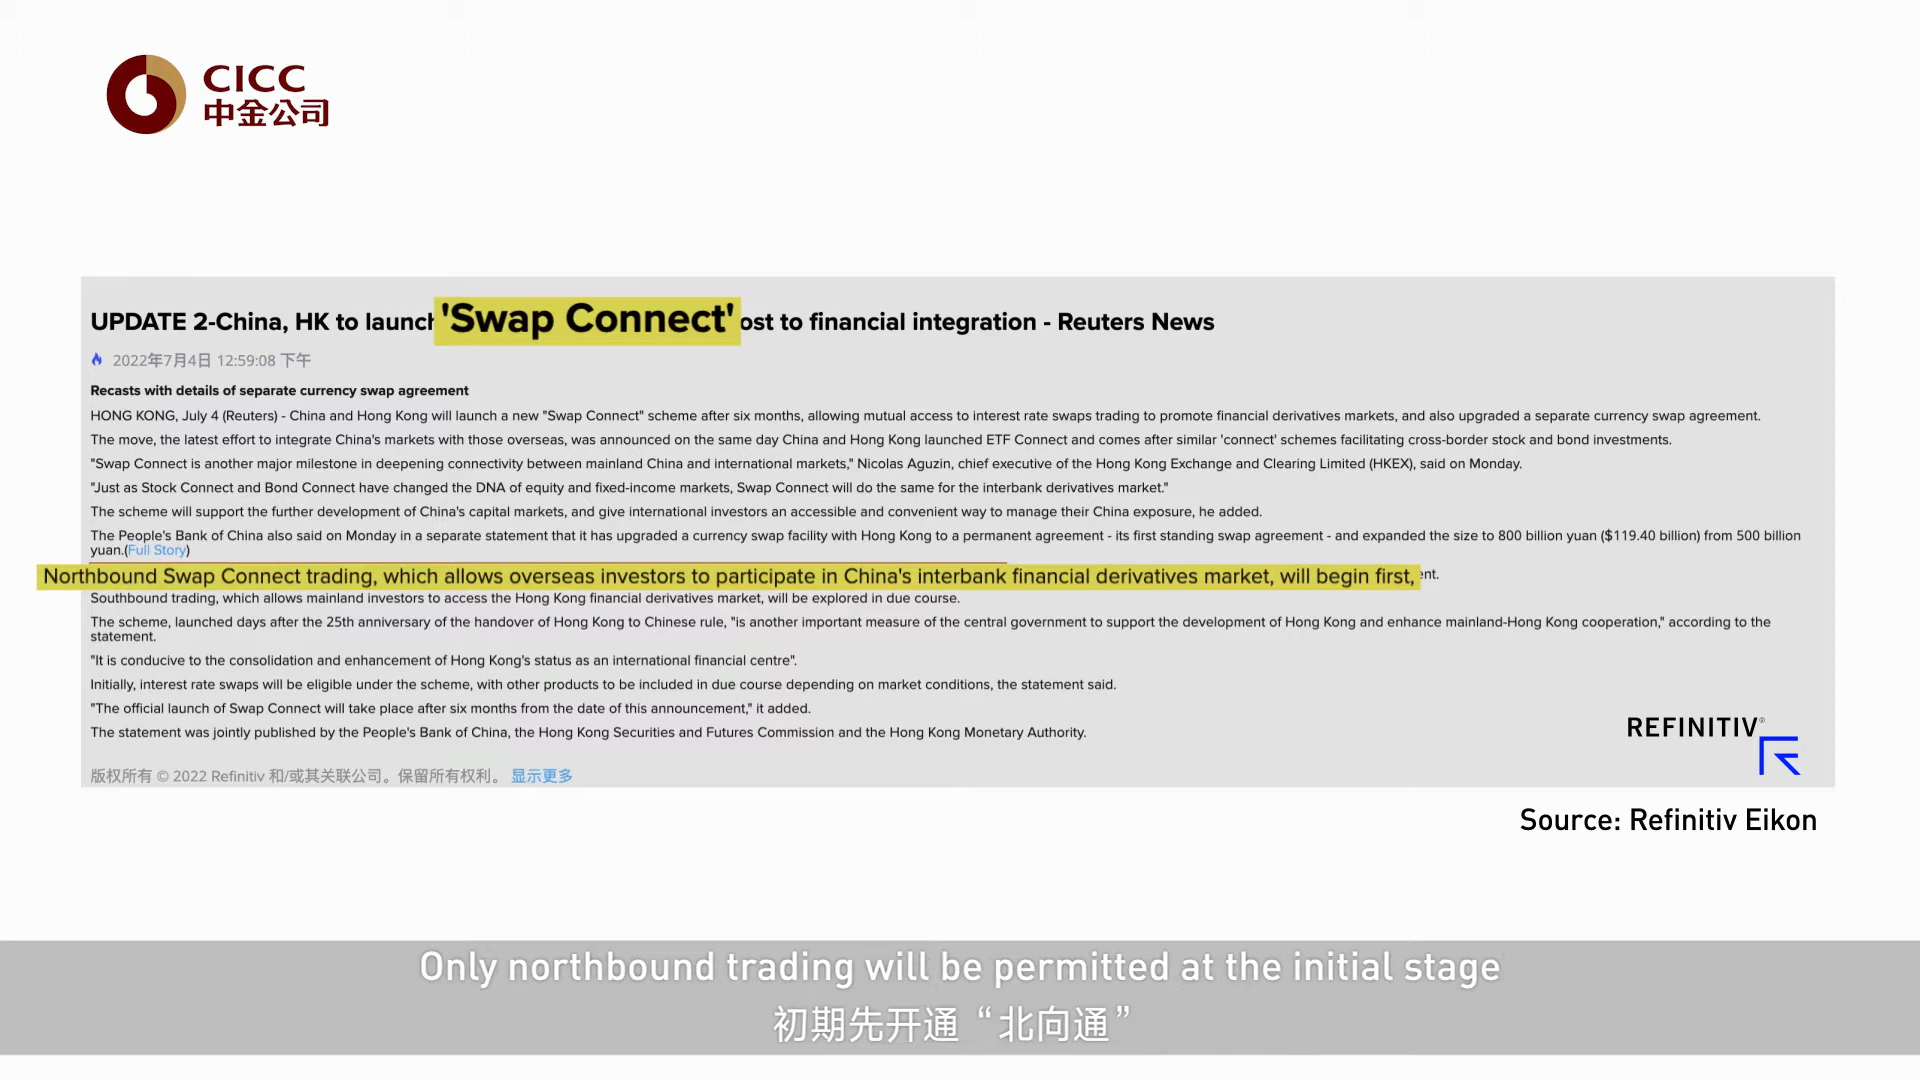 CICC
中金公司
UPDATE 2-China, HK to launch 'Swap Connect' ost to financial integration - Reuters News
2022年7月4日 12:59:08 下午
Recasts with details of separate currency swap agreement
HONG KONG, July 4 (Reuters) - China and Hong Kong will launch a new "Swap Connect" scheme after six months, allowing mutual access to interest rate swaps trading to promote financial derivatives markets, and also upgraded a separate currency swap agreement.
The move, the latest effort to integrate China's markets with those overseas, was announced on the same day China and Hong Kong launched ETF Connect and comes after similar 'connect' schemes facilitating cross-border stock and bond investments.
"Swap Connect is another major milestone in deepening connectivity between mainland China and international markets," Nicolas Aguzin, chief executive of the Hong Kong Exchange and Clearing Limited (HKEX), said on Monday.
"Just as Stock Connect and Bond Connect have changed the DNA of equity and fixed-income markets, Swap Connect will do the same for the interbank derivatives market."
The scheme will support the further development of China's capital markets, and give international investors an accessible and convenient way to manage their China exposure, he added.
The People's Bank of China also said on Monday in a separate statement that it has upgraded a currency swap facility with Hong Kong to a permanent agreement - its first standing swap agreement - and expanded the size to 800 billion yuan ($119.40 billion) from 500 billion
yuan.(Full Story)
Northbound Swap Connect trading, which allows overseas investors to participate in China's interbank financial derivatives market, will begin first, ent.
Southbound trading, which allows mainland investors to access the Hong Kong financial derivatives market, will be explored in due course.
The scheme, launched days after the 25th anniversary of the handover of Hong Kong to Chinese rule, "is another important measure of the central government to support the development of Hong Kong and enhance mainland-Hong Kong cooperation," according to the
statement.
"It is conducive to the consolidation and enhancement of Hong Kong's status as an international financial centre".
Initially, interest rate swaps will be eligible under the scheme, with other products to be included in due course depending on market conditions, the statement said.
"The official launch of Swap Connect will take place after six months from the date of this announcement," it added.
The statement was jointly published by the People's Bank of China, the Hong Kong Securities and Futures Commission and the Hong Kong Monetary Authority.
REFINITIV®
版权所有 © 2022 Refinitiv 和/或其关联公司。保留所有权利。 显示更多
Source: Refinitiv Eikon
Only northbound trading will be permitted at the initial stage
初期先开通“北向通”